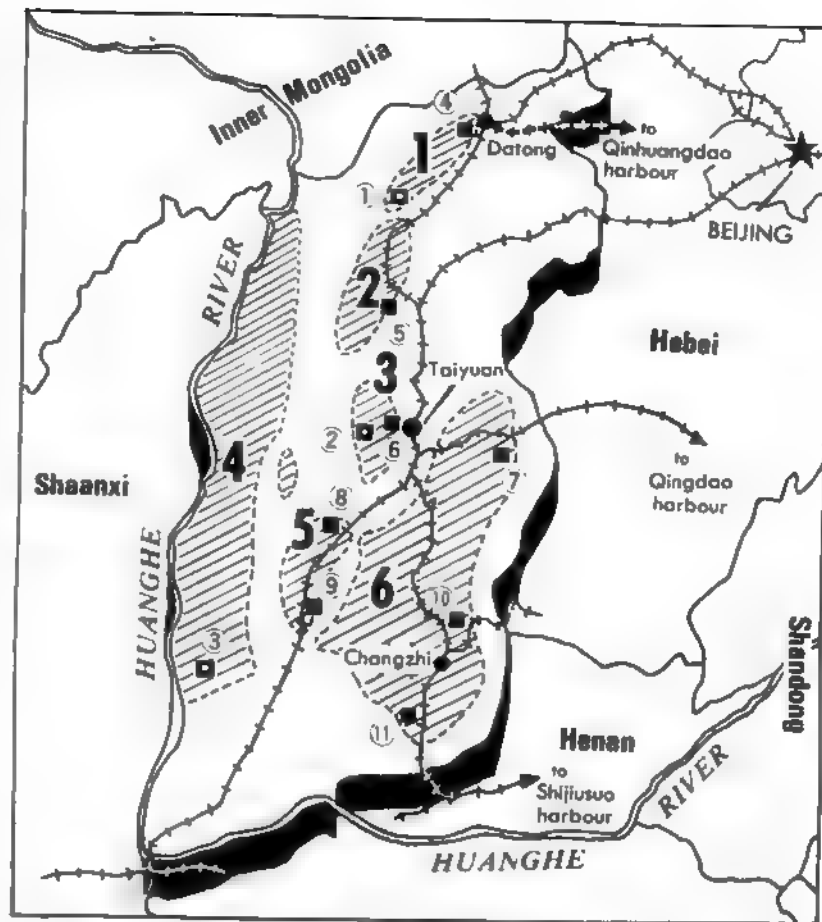 Inner Mongolia
④
1
Datong
to
Qinhuangdao
harbour
①
BEIJING
RIVER
2
⑤
Hebei
3
Taiyuan
4
②
6
7
to
Qingdao
harbour
Shaanxi
⑧
5
HUANGHE
⑨
6
⑩
③
Changzhi
Shandong
⑪
Henan
to
Shijiusuo
harbour
RIVER
HUANGHE